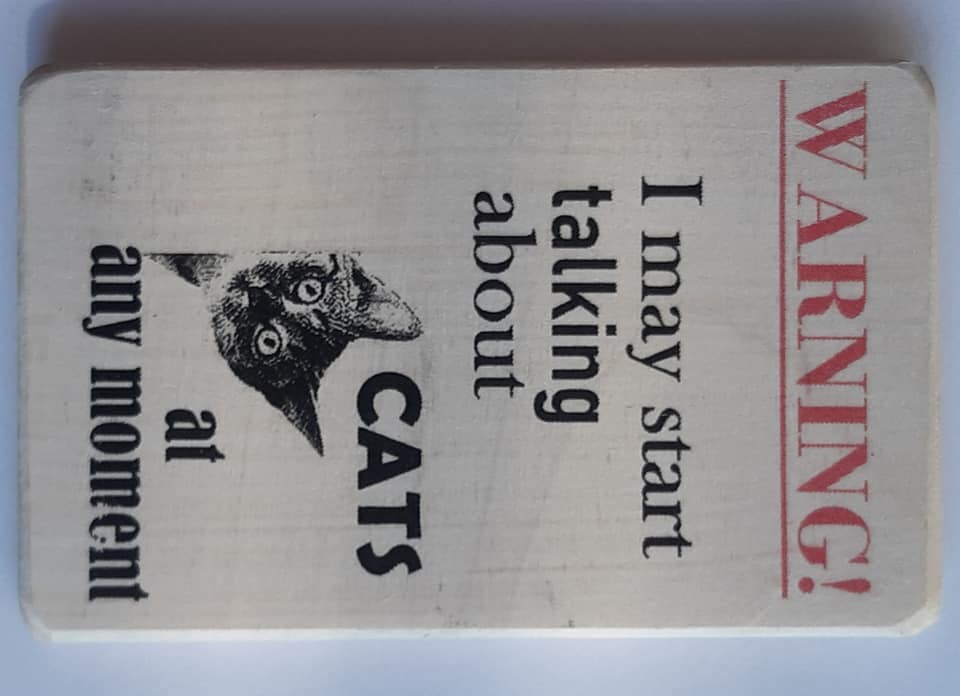 WARNING!
I may start
talking
about
CATS
at
any moment